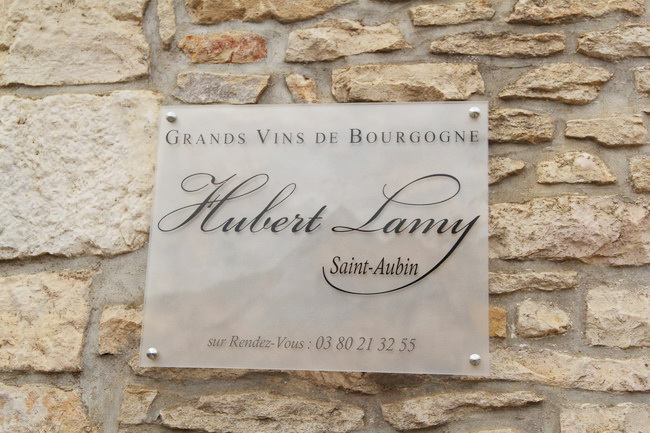 GRANDS VINS DE BOURGOGNE
Hubert Lamy
Saint-Aubin
sur Rendez-Vous : 03 80 21 32 55